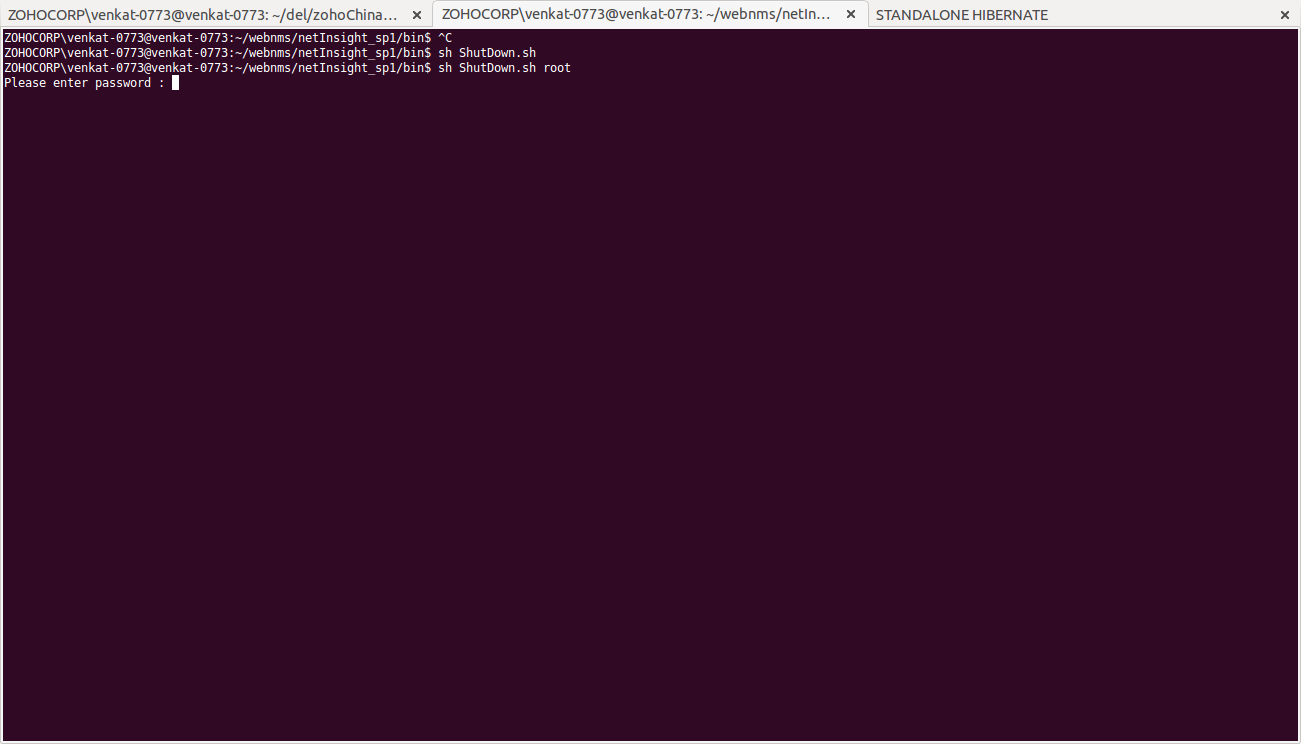 ZOHOCORP\venkat-0773@venkat-0773: ~/del/zohoChina... × ZOHOCORP\venkat-0773@venkat-0773: ~/webnms/netIn... × STANDALONE HIBERNATE ×
ZOHOCORP\venkat-0773@venkat-0773:~/webnms/netInsight_sp1/bin$ ^C
ZOHOCORP\venkat-0773@venkat-0773:~/webnms/netInsight_sp1/bin$ sh ShutDown.sh
ZOHOCORP\venkat-0773@venkat-0773:~/webnms/netInsight_sp1/bin$ sh ShutDown.sh root
Please enter password :